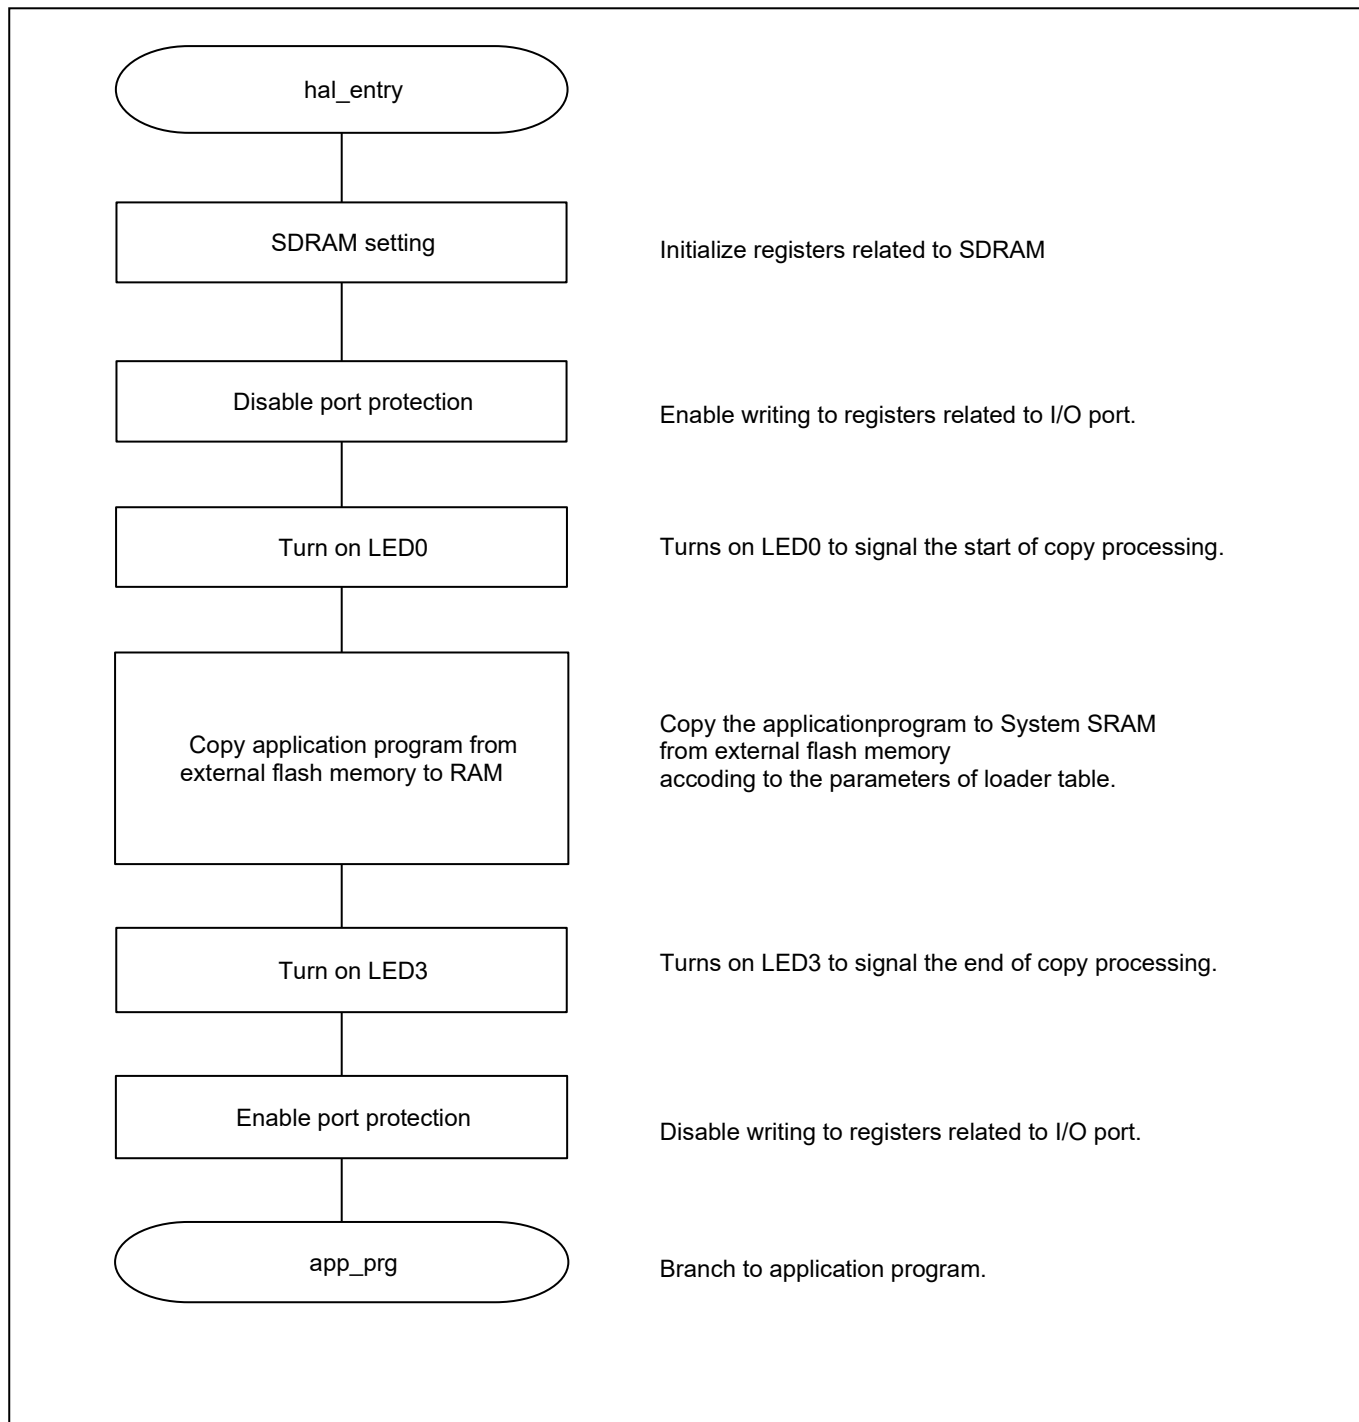 hal_entry
SDRAM setting
Initialize registers related to SDRAM
Disable port protection
Enable writing to registers related to I/O port.
Turn on LED0
Turns on LED0 to signal the start of copy processing.
Copy application program from
external flash memory to RAM
Copy the applicationprogram to System SRAM
from external flash memory
accoding to the parameters of loader table.
Turn on LED3
Turns on LED3 to signal the end of copy processing.
Enable port protection
Disable writing to registers related to I/O port.
app_prg
Branch to application program.